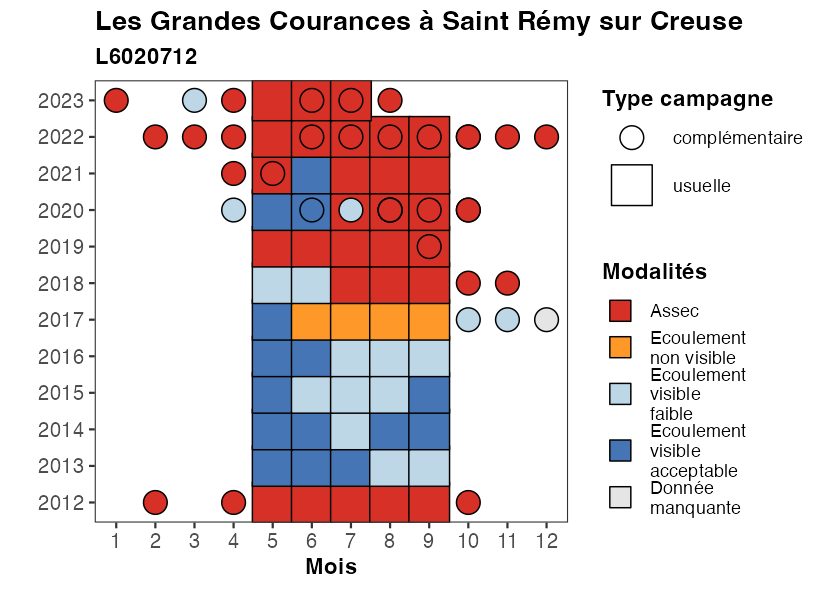 Les Grandes Courances à Saint Rémy sur Creuse
L6020712
2023
2022
2021
2020
2019
2018
2017
2016
2015
2014
2013
2012
1 2 3 4 5 6 7 8 9 10 11 12
Mois
Type campagne
complémentaire
usuelle
Modalités
Assec
Ecoulement
non visible
Ecoulement
visible
faible
Ecoulement
visible
acceptable
Donnée
manquante